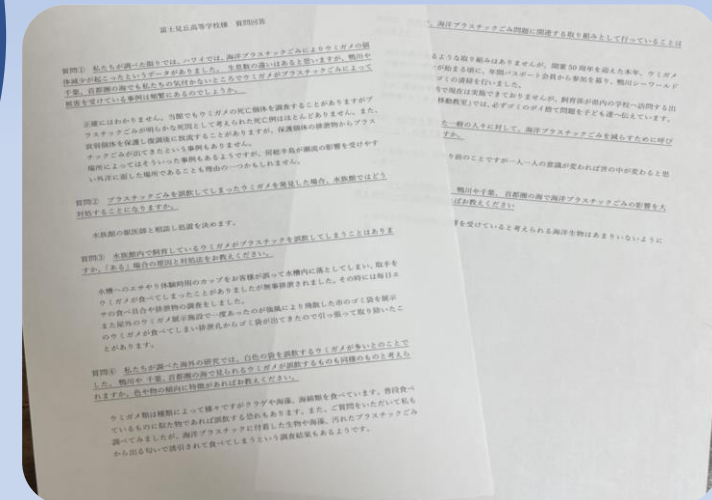 富士見丘高等学校様 質問回答
質問① 私たちが調べた限りでは、ハワイでは、海洋プラスチックごみによりウミガメの個
体減少が起こったというデータがありました。生息数の違いはあると思いますが、鴨川や
千葉、首都圏の海でも私たちの気付かないところでウミガメがプラスチックごみによって
被害を受けている事例は頻繁にあるのでしょうか。
正確にはわかりません。当館でもウミガメの死亡個体を調査することがありますがプ
ラスチックごみが明らかな死因として考えられた死亡例はほとんどありません。また、
衰弱個体を保護し復調後に放流することがありますが、保護個体の排泄物からプラス
チックごみが出てきたという事例もありません。
場所によってはそういった事例もあるようですが、房総半島が潮流の影響を受けやす
い外洋に面した場所であることも理由の一つかもしれません。
質問② プラスチックごみを誤飲してしまったウミガメを発見した場合、水族館ではどう
対処することになりますか。
水族館の獣医師と相談し処置を決めます。
質問③ 水族館内で飼育しているウミガメがプラスチックを誤飲してしまうことはありま
すか。「ある」場合の原因と対処法をお教えください。
水槽へのエサやり体験時用のカップをお客様が誤って水槽内に落としてしまい、取手を
ウミガメが食べてしまったことがありましたが無事排泄されました。その時には毎日エ
サの食べ具合や排泄物の調査をしました。
また屋外のウミガメ展示施設で一度あったのが強風により飛散した市のゴミ袋を展示
のウミガメが食べてしまい排泄孔からゴミ袋が出てきたので引っ張って取り除いたこ
とがあります。
質問④ 私たちが調べた海外の研究では、白色の袋を誤飲するウミガメが多いとのことで
した。鴨川や 千葉、首都圏の海で見られるウミガメが誤飲するものも同様のものと考えら
れますか。色や物の傾向に特徴があればお教えください。
ウミガメ類は種類によって様々ですがクラゲや海藻、海綿類を食べています。普段食べ
ているものに似た物であれば誤飲する恐れもあります。また、ご質問をいただいて私も
調べてみましたが、海洋プラスチックに付着した生物や海藻、汚れたプラスチックごみ
から出る匂いで誘引されて食べてしまうという調査結果もあるようです。
、海洋プラスチックごみ問題に関連する取り組みとして行っていることは
るような取り組みはありませんが、開業 50 周年を迎えた本年、ウミガメ
が始まる頃に、年間パスポート会員から参加を募り、鴨川シーワールド
ゴミの清掃を行いました。
内で現在は実施できておりませんが、飼育係が県内の学校へ訪問する出
移動教室）では、必ずゴミのポイ捨て問題を子ども達へ伝えています。
た一般の人々に対して、海洋プラスチックごみを減らすために呼び
すか。
り前のことですが一人一人の意識が変われば世の中が変わると思
鴨川や千葉、首都圏の海で海洋プラスチックごみの影響を大
ばお教えください
響を受けていると考えられる海洋生物はあまりいないように